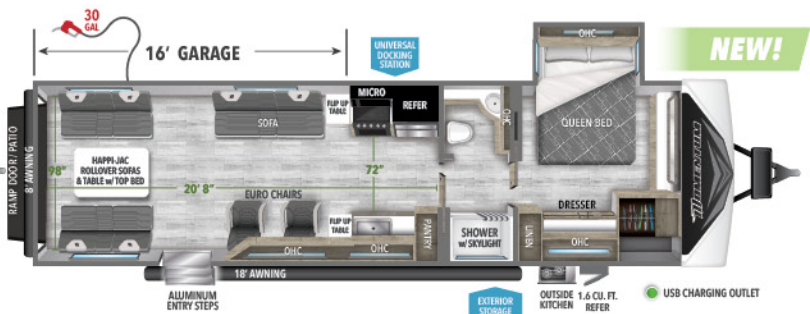 30
GAL
16' GARAGE
UNIVERSAL
DOCKING
STATION
NEW!
OHC
MICRO
REFER
FLIP UP
TABLE
SOFA
OHC
QUEEN BED
RAMP DOOR / PATIO
8' AWNING
98"
HAPPI-JAC
ROLLOVER SOFAS
& TABLE w/ TOP BED
20' 8"
72"
EURO CHAIRS
FLIP UP
TABLE
OHC
OHC
PANTRY
SHOWER
w/ SKYLIGHT
LINEN
DRESSER
OHC
MOMENTUM
18' AWNING
ALUMINUM
ENTRY STEPS
EXTERIOR
STORAGE
OUTSIDE
KITCHEN
1.6 CU. FT.
REFER
USB CHARGING OUTLET